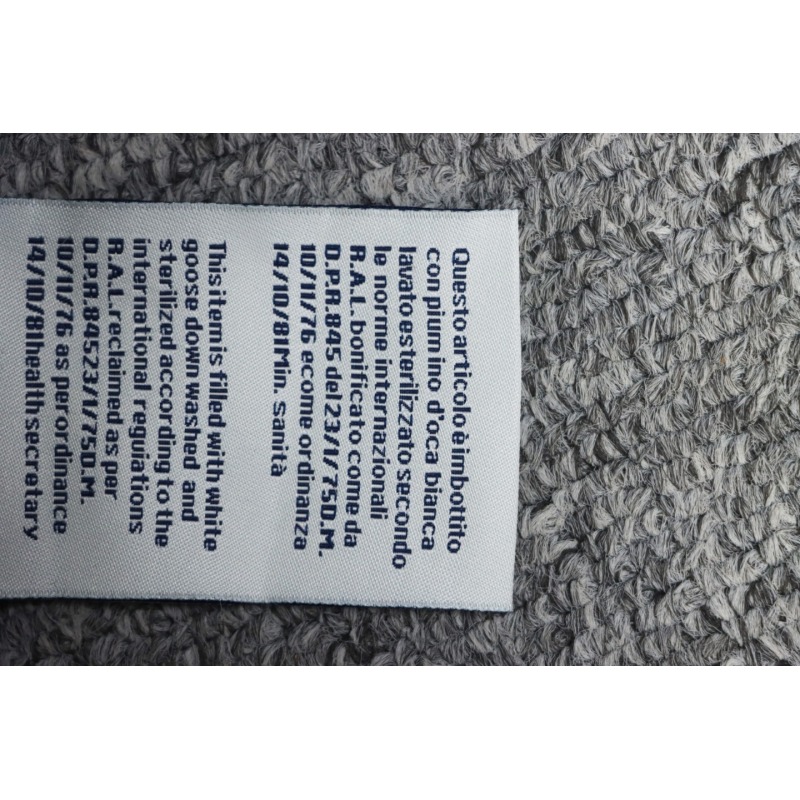 Questo articolo è imbottito
con piumino d'oca bianca
lavato e sterilizzato secondo
le norme internazionali
R.A.L. bonificato come da
D.P.R. 845 del 23/1/75 D.M.
10/11/76 e come ordinanza
14/10/81 Min. sanità
This item is filled with white
goose down washed and
sterilized according to the
international reguiations
R.A.L. reclaimed as per
D.P.R. 845 23/1/75 D.M.
10/11/76 as per ordinance
14/10/81 health secretary